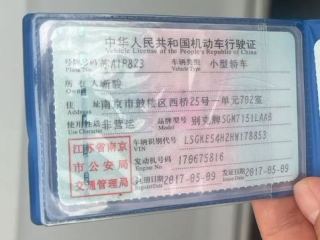 中华人民共和国机动车行驶证
Vehicle License of the People's Republic of China
号牌号码 苏A1R823 车辆类型 小型轿车
Plate No. Vehicle Type
所有人
Owner
住址 南京市鼓楼区西桥25号一单元702室
Address
使用性质 非营运 品牌型号 别克牌SGM7151LAAB
Use Character Model
江苏省南京
市公安局
交通管理局
车辆识别代号 LSGKE54H2HW178853
VIN
发动机号码 170675816
Engine No.
注册日期 2017-05-09 发证日期 2017-05-09
Register Date Issue Date